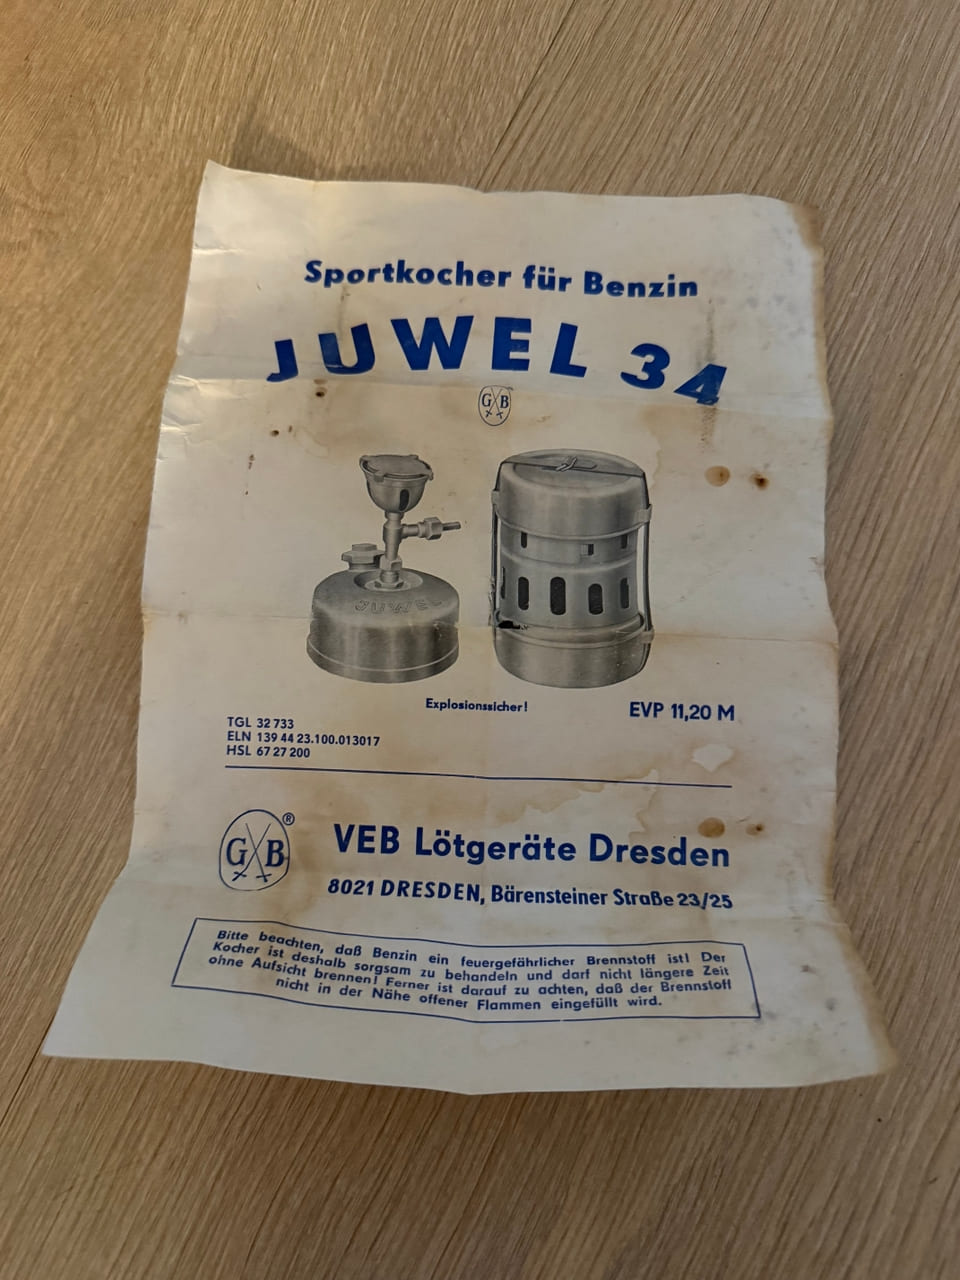 Sportkocher für Benzin
JUWEL 34
G B
JUWEL
Explosionssicher!
EVP 11,20 M
TGL 32 733
ELN 139 44 23.100.013017
HSL 67 27 200
G B ®
VEB Lötgeräte Dresden
8021 DRESDEN, Bärensteiner Straße 23/25
Bitte beachten, daß Benzin ein feuergefährlicher Brennstoff ist! Der
Kocher ist deshalb sorgsam zu behandeln und darf nicht längere Zeit
ohne Aufsicht brennen! Ferner ist darauf zu achten, daß der Brennstoff
nicht in der Nähe offener Flammen eingefüllt wird.